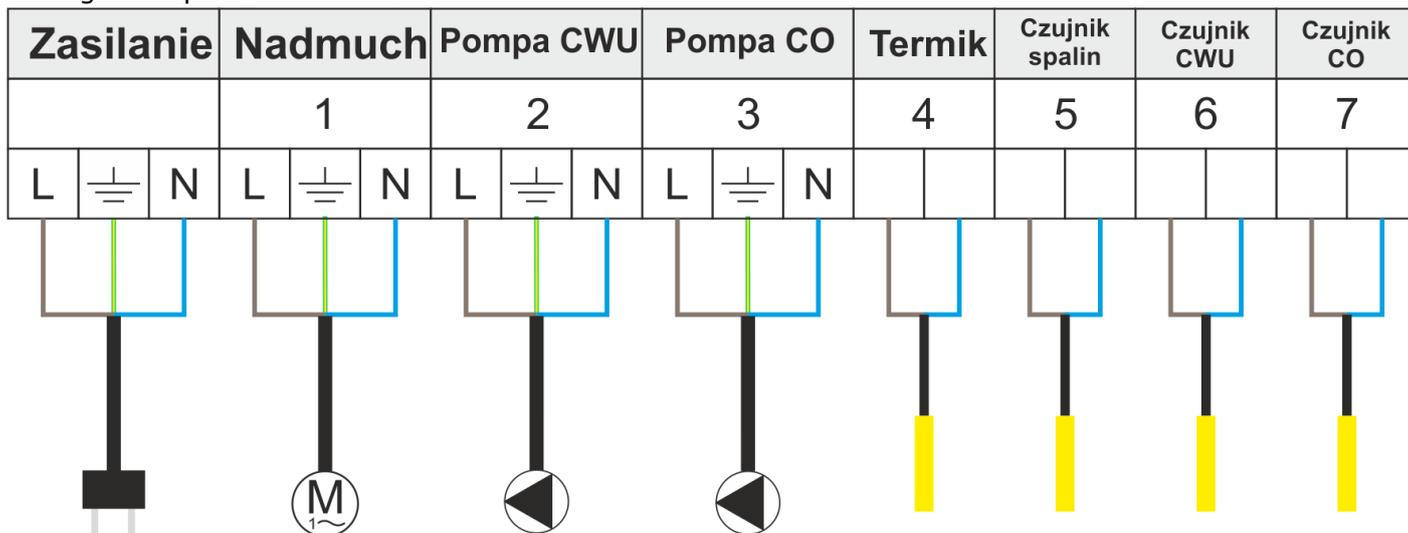 Zasilanie Nadmuch Pompa CWU Pompa CO Termik Czujnik spalin Czujnik CWU Czujnik CO
1 2 3 4 5 6 7
L N L N L N L N
M
1~